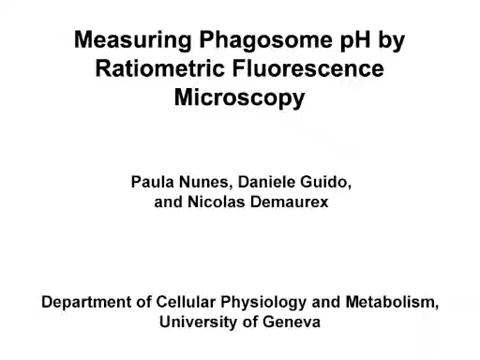 Measuring Phagosome pH by
Ratiometric Fluorescence
Microscopy
Paula Nunes, Daniele Guido,
and Nicolas Demaurex
Department of Cellular Physiology and Metabolism,
University of Geneva